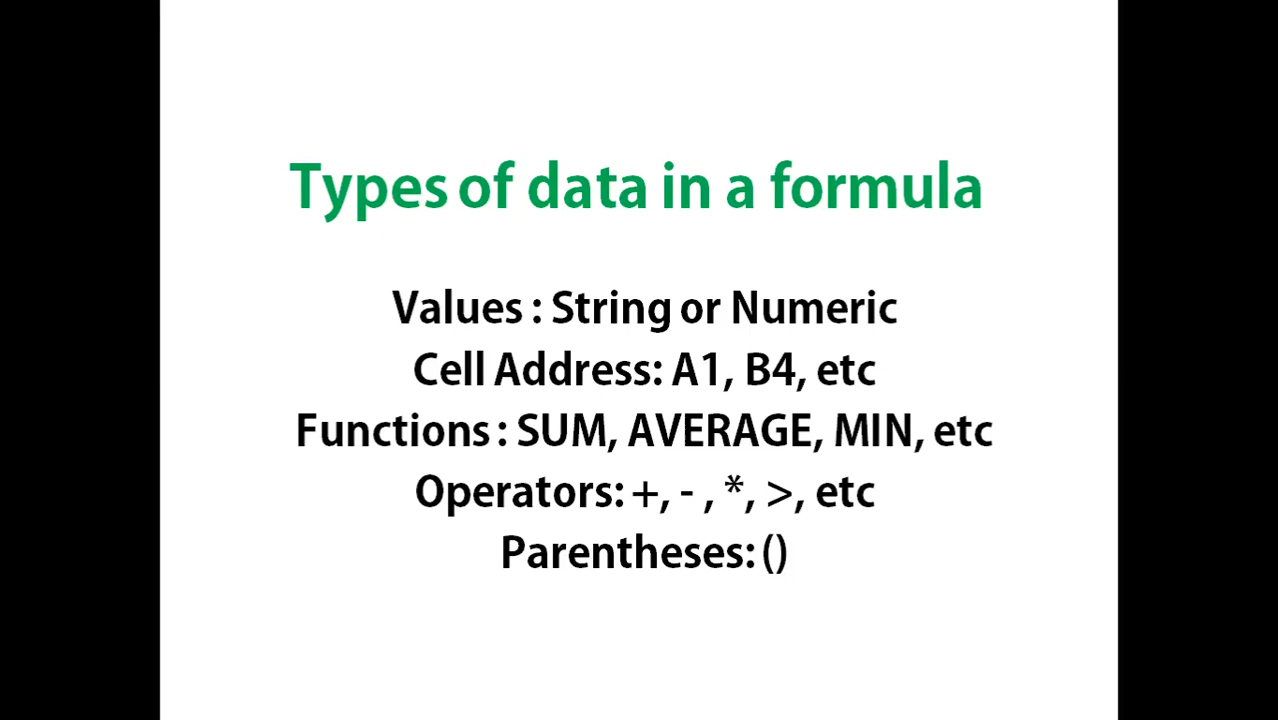 Types of data in a formula
Values : String or Numeric
Cell Address: A1, B4, etc
Functions : SUM, AVERAGE, MIN, etc
Operators: +, - , *, >, etc
Parentheses: ()